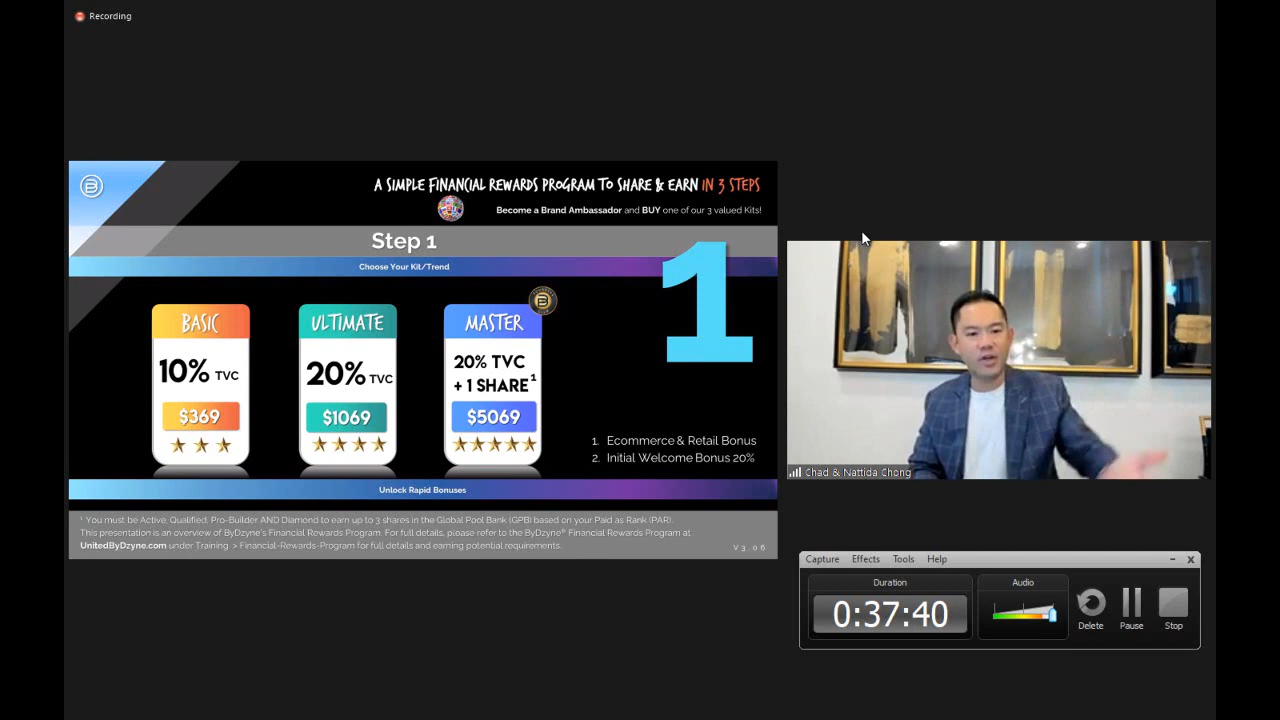 Recording
A SIMPLE FINANCIAL REWARDS PROGRAM TO SHARE & EARN IN 3 STEPS
Become a Brand Ambassador and BUY one of our 3 valued Kits!
Step 1
Choose Your Kit/Trend
1
BASIC
10% TVC
$369
ULTIMATE
20% TVC
$1069
MASTER
20% TVC
+ 1 SHARE¹
$5069
1. Ecommerce & Retail Bonus
2. Initial Welcome Bonus 20%
Unlock Rapid Bonuses
¹ You must be Active, Qualified, Pro-Builder AND Diamond to earn up to 3 shares in the Global Pool Bank (GPB) based on your Paid as Rank (PAR).
This presentation is an overview of ByDzyne's Financial Rewards Program. For full details, please refer to the ByDzyne® Financial Rewards Program at
UnitedByDzyne.com under Training > Financial-Rewards-Program for full details and earning potential requirements.
V 3 . 0 6
Chad & Nattida Chong
Capture Effects Tools Help
Duration
0:37:40
Audio
Delete
Pause
Stop